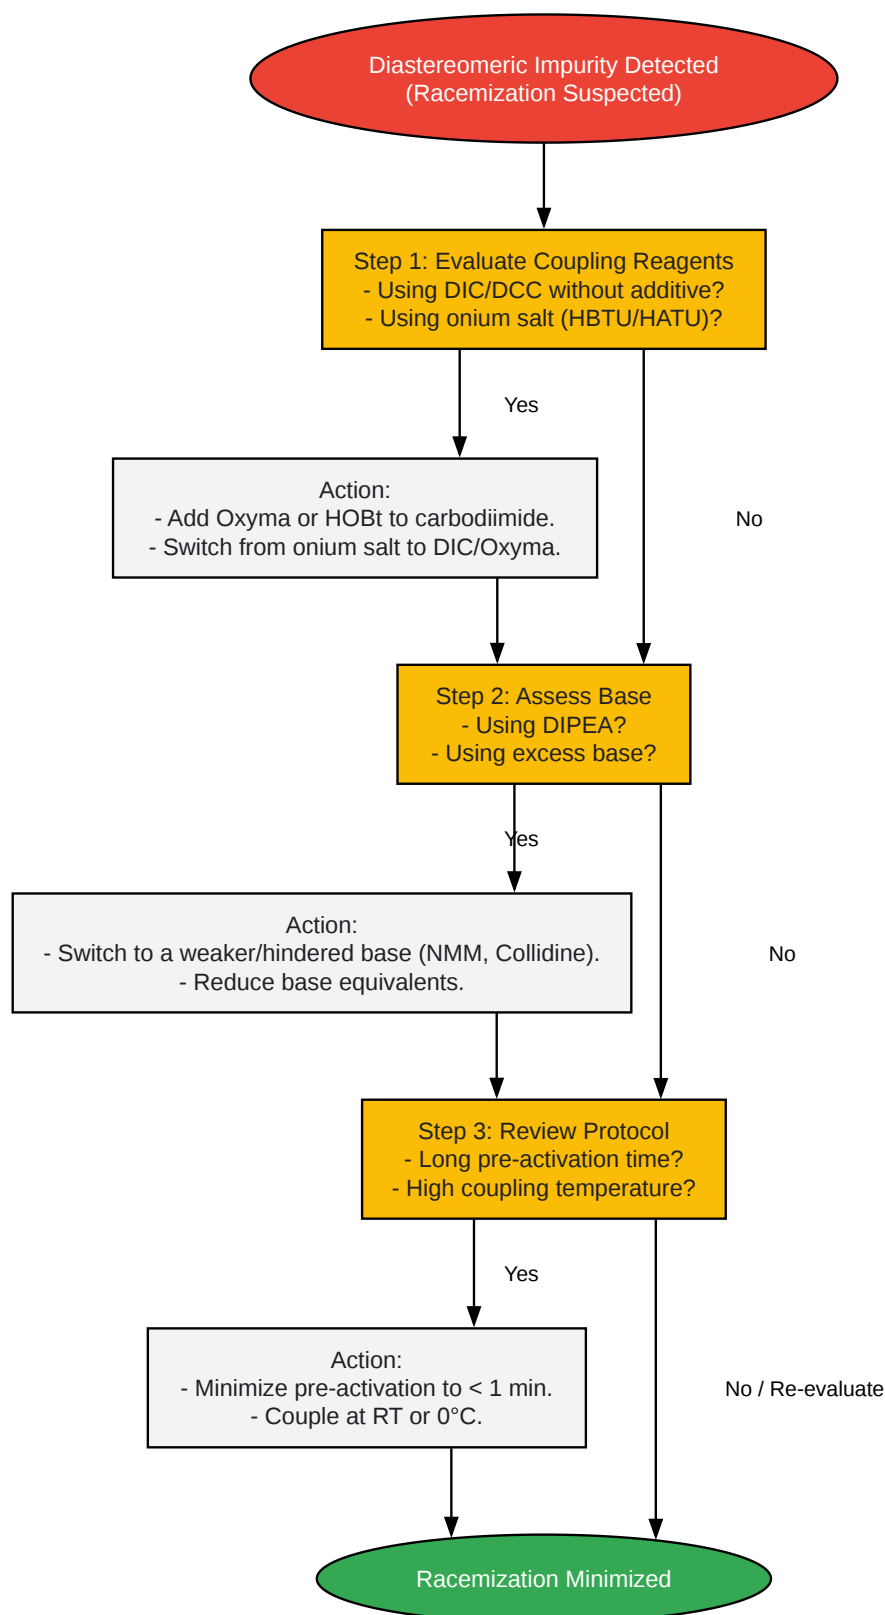 Diastereomeric Impurity Detected
(Racemization Suspected)
Step 1: Evaluate Coupling Reagents
- Using DIC/DCC without additive?
- Using onium salt (HBTU/HATU)?
Yes
Action:
- Add Oxyma or HOBt to carbodiimide.
- Switch from onium salt to DIC/Oxyma.
No
Step 2: Assess Base
- Using DIPEA?
- Using excess base?
Yes
Action:
- Switch to a weaker/hindered base (NMM, Collidine).
- Reduce base equivalents.
No
Step 3: Review Protocol
- Long pre-activation time?
- High coupling temperature?
Yes
Action:
- Minimize pre-activation to < 1 min.
- Couple at RT or 0°C.
No / Re-evaluate
Racemization Minimized